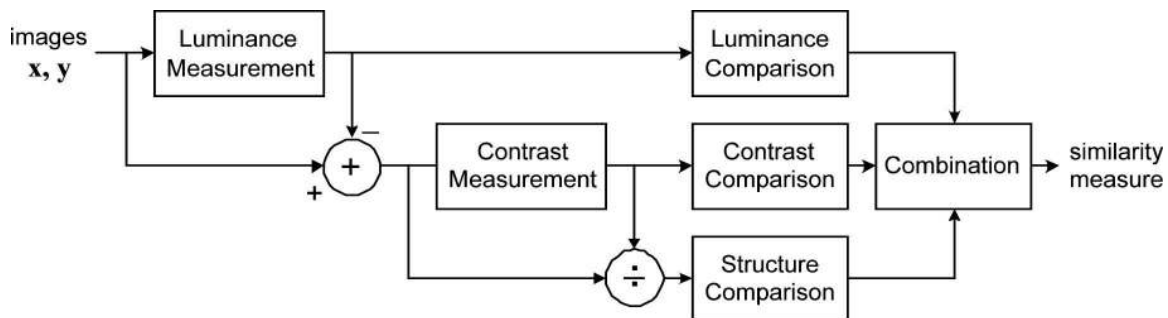 images
x, y
Luminance
Measurement
Luminance
Comparison
−
+
+
Contrast
Measurement
Contrast
Comparison
Combination
similarity
measure
÷
Structure
Comparison